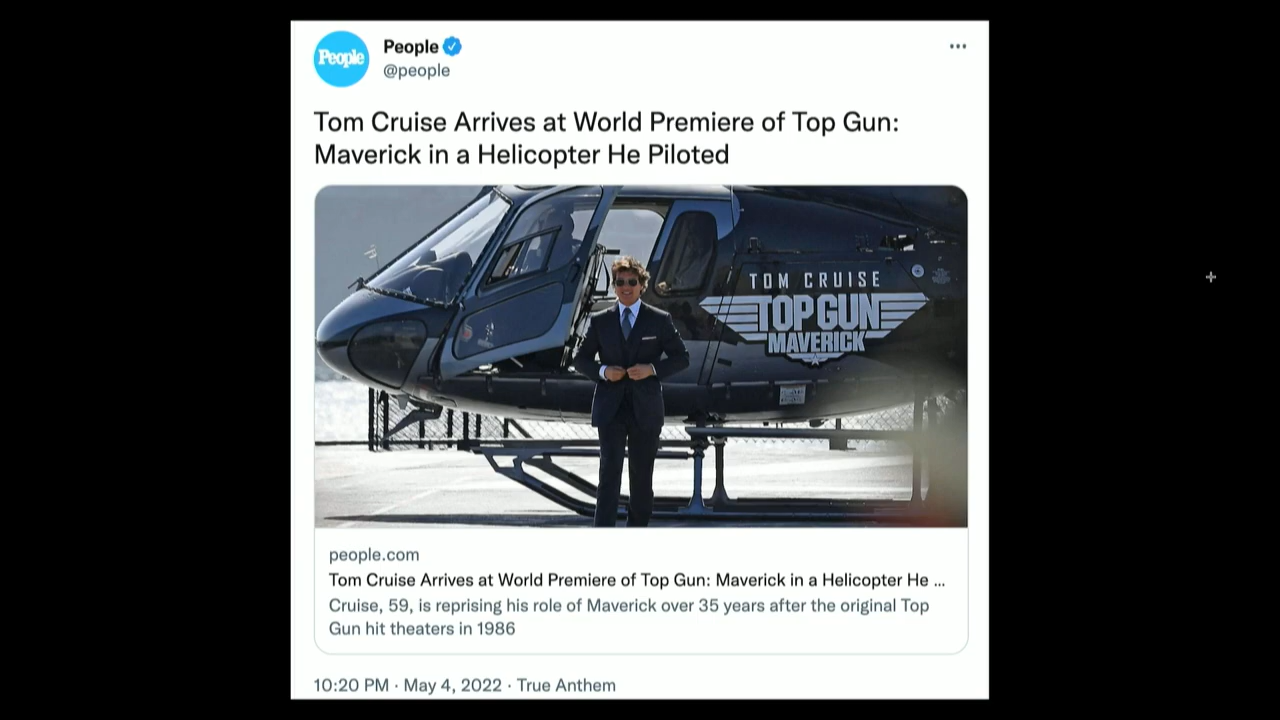 People
People
@people
Tom Cruise Arrives at World Premiere of Top Gun:
Maverick in a Helicopter He Piloted
TOM CRUISE
TOP GUN
MAVERICK
people.com
Tom Cruise Arrives at World Premiere of Top Gun: Maverick in a Helicopter He ...
Cruise, 59, is reprising his role of Maverick over 35 years after the original Top
Gun hit theaters in 1986
10:20 PM · May 4, 2022 · True Anthem